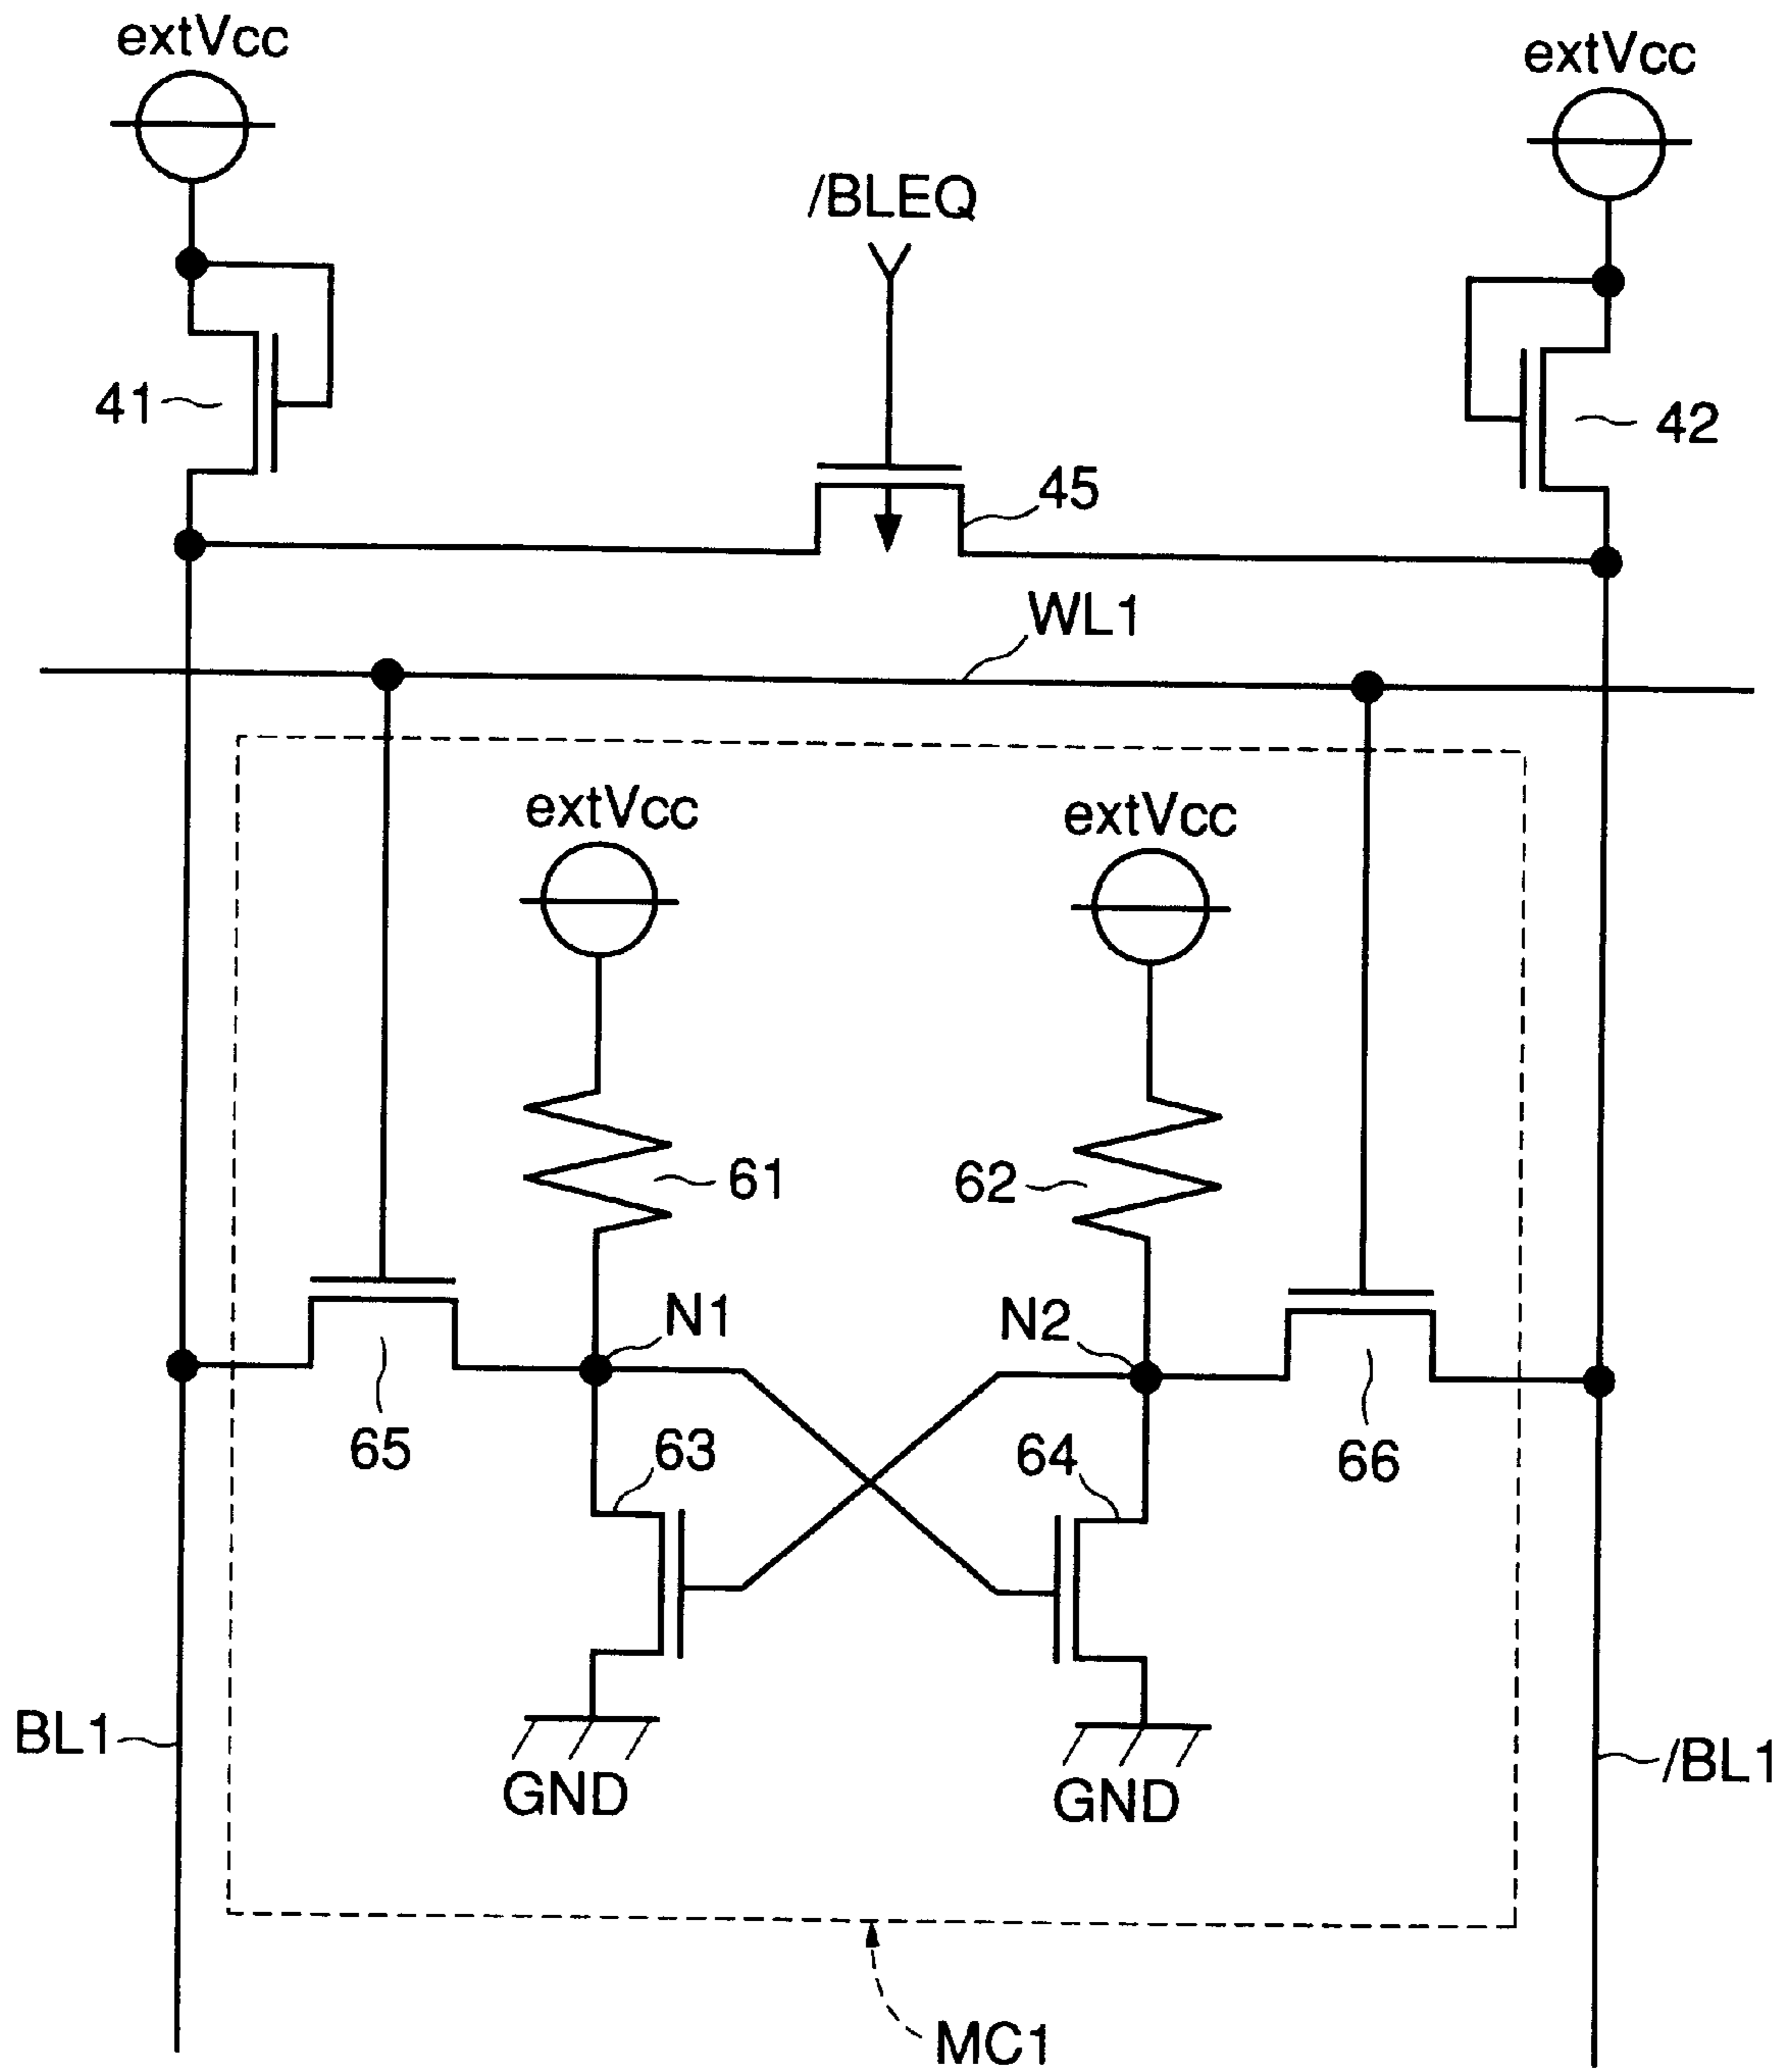 extVcc
extVcc
/BLEQ
41
42
45
WL1
extVcc
extVcc
61
62
N1
N2
65
63
64
66
BL1
/BL1
GND
GND
MC1